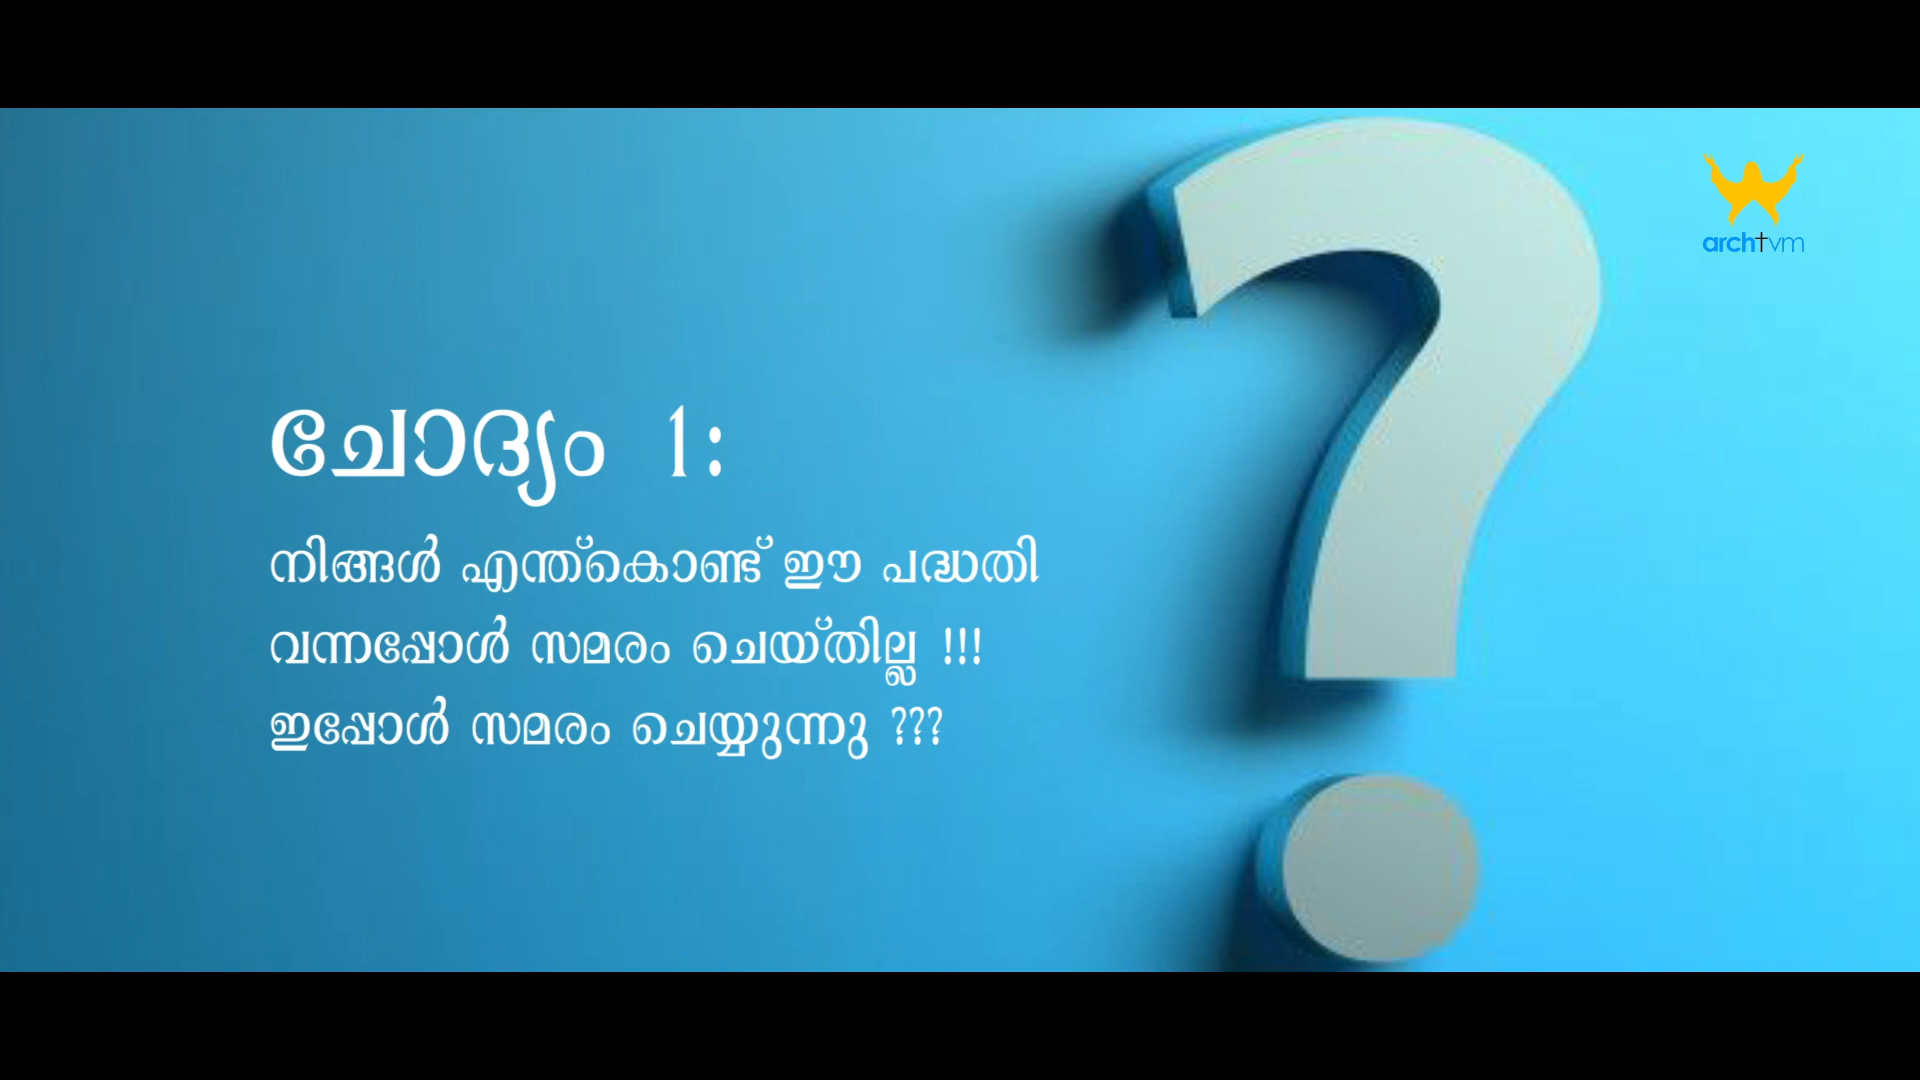 archtvm
ചോദ്യം 1:
നിങ്ങൾ എന്ത്കൊണ്ട് ഈ പദ്ധതി
വന്നപ്പോൾ സമരം ചെയ്തില്ല !!!
ഇപ്പോൾ സമരം ചെയ്യുന്നു ???